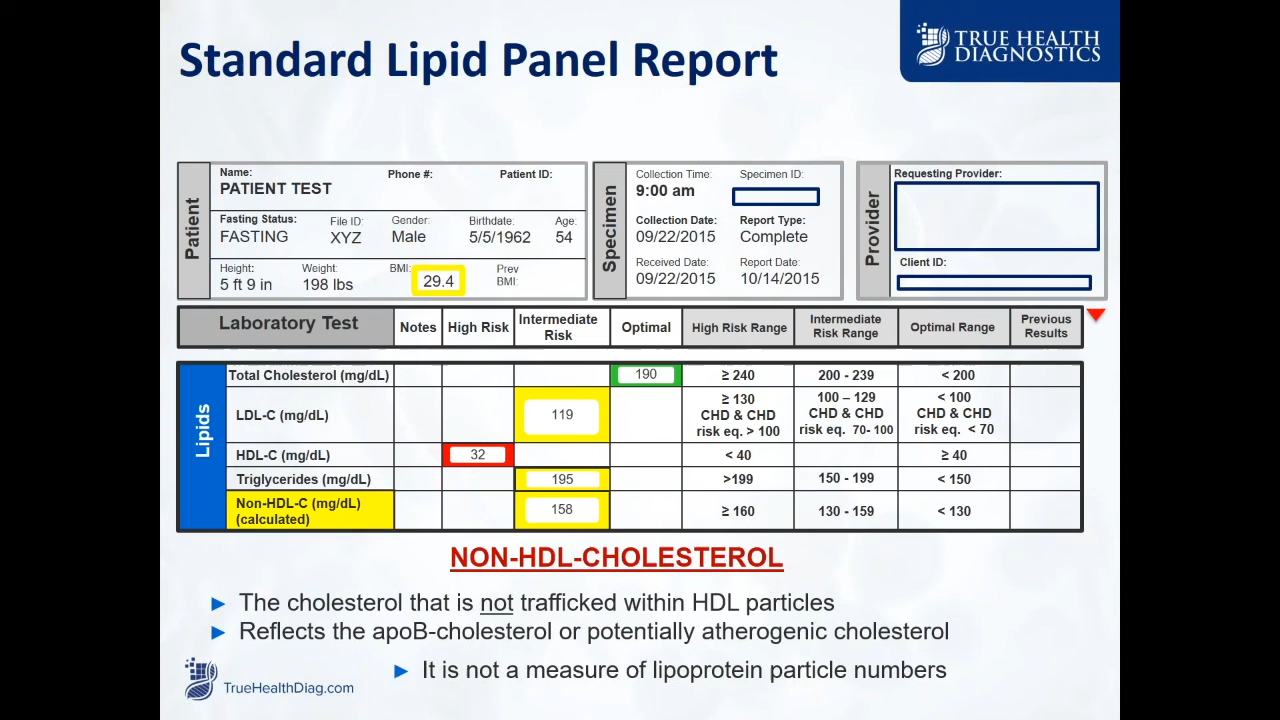 Standard Lipid Panel Report
TRUE HEALTH
DIAGNOSTICS
Patient
Name:
PATIENT TEST
Phone #:
Patient ID:
Fasting Status:
FASTING
File ID:
XYZ
Gender:
Male
Birthdate:
5/5/1962
Age:
54
Height:
5 ft 9 in
Weight:
198 lbs
BMI:
29.4
Prev
BMI:
Specimen
Collection Time:
9:00 am
Specimen ID:
Collection Date:
09/22/2015
Report Type:
Complete
Received Date:
09/22/2015
Report Date:
10/14/2015
Provider
Requesting Provider:
Client ID:
Laboratory Test
Notes
High Risk
Intermediate
Risk
Optimal
High Risk Range
Intermediate
Risk Range
Optimal Range
Previous
Results
Lipids
Total Cholesterol (mg/dL)
190
≥ 240
200 - 239
< 200
LDL-C (mg/dL)
119
≥ 130
CHD & CHD
risk eq. > 100
100 – 129
CHD & CHD
risk eq. 70- 100
< 100
CHD & CHD
risk eq. < 70
HDL-C (mg/dL)
32
< 40
≥ 40
Triglycerides (mg/dL)
195
>199
150 - 199
< 150
Non-HDL-C (mg/dL)
(calculated)
158
≥ 160
130 - 159
< 130
NON-HDL-CHOLESTEROL
► The cholesterol that is not trafficked within HDL particles
► Reflects the apoB-cholesterol or potentially atherogenic cholesterol
► It is not a measure of lipoprotein particle numbers
TrueHealthDiag.com